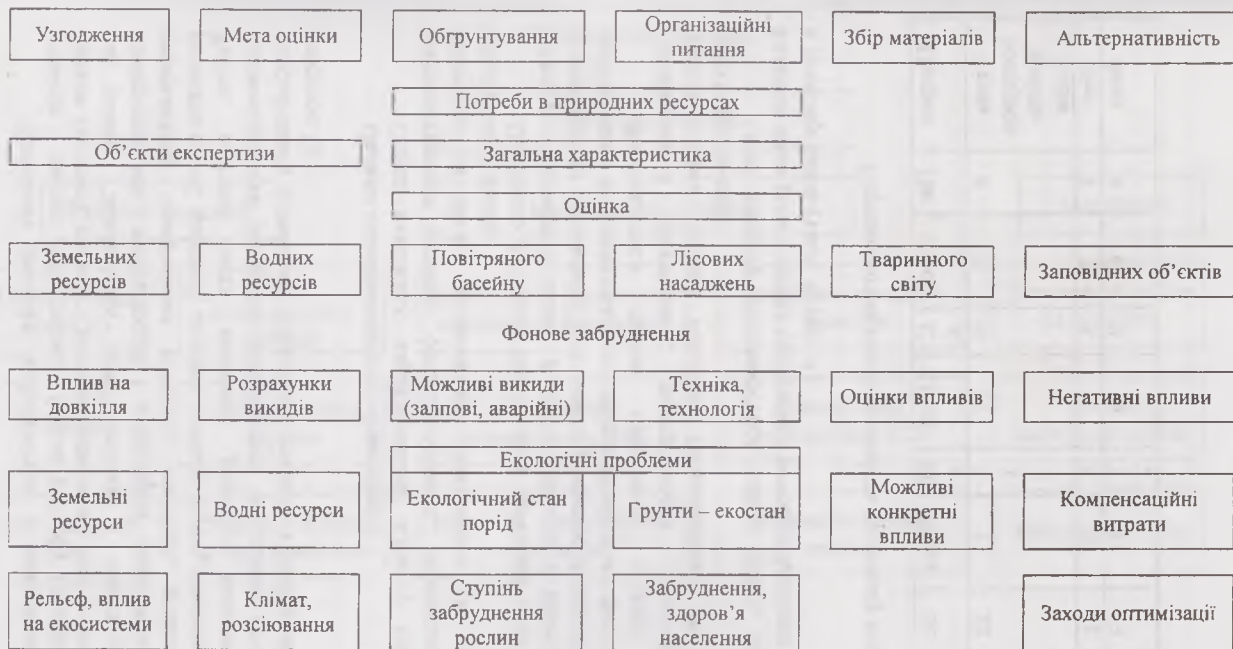 Узгодження
Мета оцінки
Обгрунтування
Організаційні
питання
Збір матеріалів
Альтернативність
Потреби в природних ресурсах
Об’єкти експертизи
Загальна характеристика
Оцінка
Земельних
ресурсів
Водних
ресурсів
Повітряного
басейну
Лісових
насаджень
Тваринного
світу
Заповідних об’єктів
Фонове забруднення
Вплив на
довкілля
Розрахунки
викидів
Можливі викиди
(залпові, аварійні)
Техніка,
технологія
Оцінки впливів
Негативні впливи
Екологічні проблеми
Земельні
ресурси
Водні ресурси
Екологічний стан
порід
Грунти – екостан
Можливі
конкретні
впливи
Компенсаційні
витрати
Рельєф, вплив
на екосистеми
Клімат,
розсіювання
Ступінь
забруднення
рослин
Забруднення,
здоров’я
населення
Заходи оптимізації